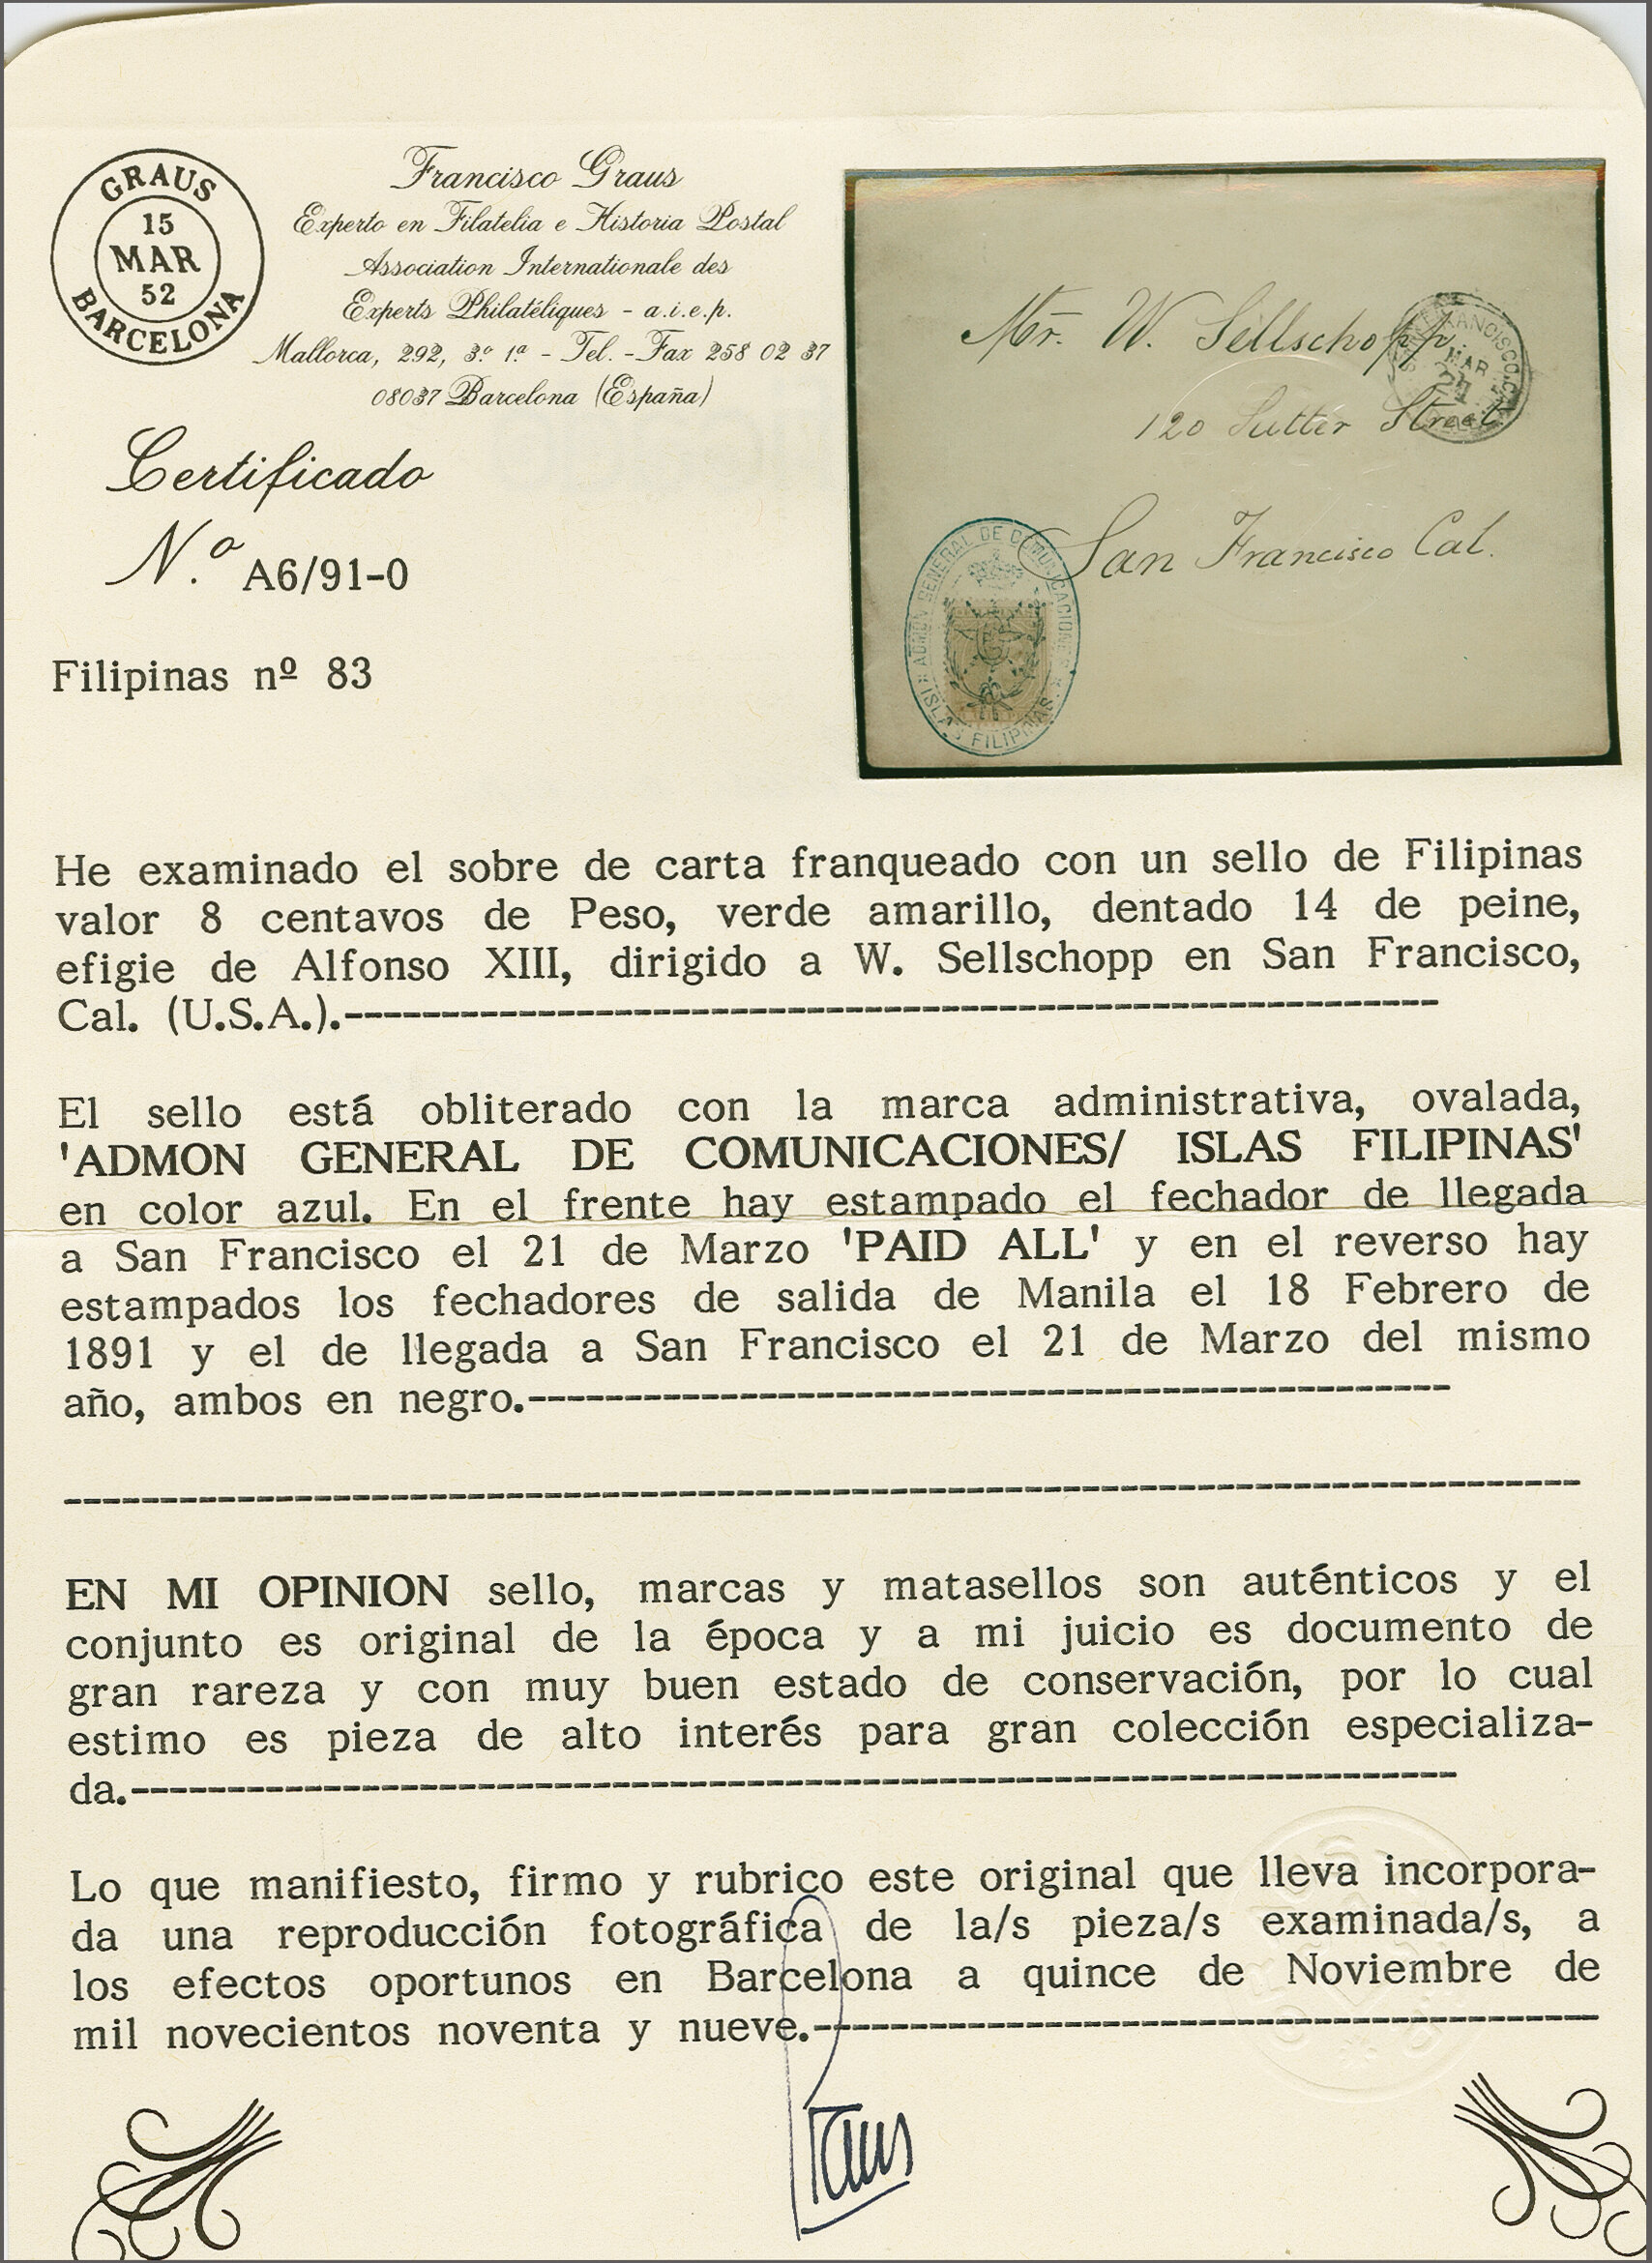 GRAUS
15
MAR
52
BARCELONA
Francisco Graus
Experto en Filatelia e Historia Postal
Association Internationale des
Experts Philatéliques - a.i.e.p.
Mallorca, 292, 3º 1ª - Tel. - Fax 258 02 37
08037 Barcelona (España)
Certificado
N.º A6/91-0
Filipinas nº 83
Mr. W. Sellschopp.
120 Sutter Street
San Francisco Cal.
SAN FRANCISCO, CAL
MAR
21
ADMON GENERAL DE COMUNICACIONES
ISLAS FILIPINAS
He examinado el sobre de carta franqueado con un sello de Filipinas
valor 8 centavos de Peso, verde amarillo, dentado 14 de peine,
efigie de Alfonso XIII, dirigido a W. Sellschopp en San Francisco,
Cal. (U.S.A.).--------------------------------------------------------
El sello está obliterado con la marca administrativa, ovalada,
'ADMON GENERAL DE COMUNICACIONES/ ISLAS FILIPINAS'
en color azul. En el frente hay estampado el fechador de llegada
a San Francisco el 21 de Marzo 'PAID ALL' y en el reverso hay
estampados los fechadores de salida de Manila el 18 Febrero de
1891 y el de llegada a San Francisco el 21 de Marzo del mismo
año, ambos en negro.-----------------------------------------------
EN MI OPINION sello, marcas y matasellos son auténticos y el
conjunto es original de la época y a mi juicio es documento de
gran rareza y con muy buen estado de conservación, por lo cual
estimo es pieza de alto interés para gran colección especializa-
da.-------------------------------------------------------------------
Lo que manifiesto, firmo y rubrico este original que lleva incorpora-
da una reproducción fotográfica de la/s pieza/s examinada/s, a
los efectos oportunos en Barcelona a quince de Noviembre de
mil novecientos noventa y nueve.----------------------------------------
Graus